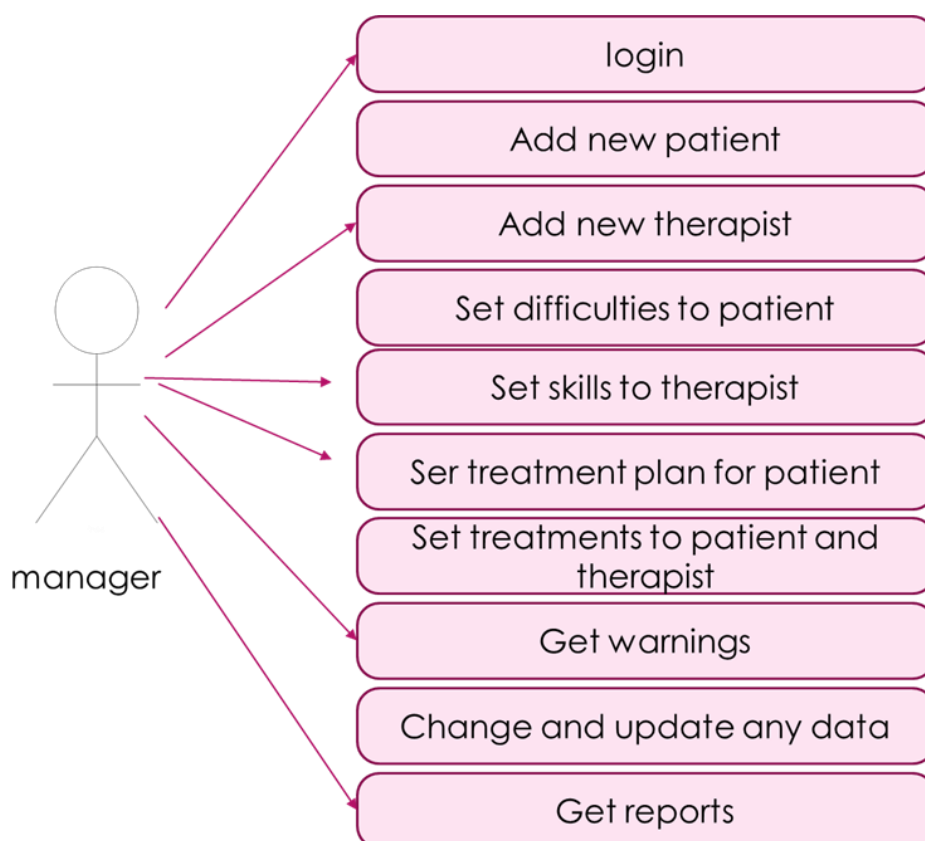 login
Add new patient
Add new therapist
Set difficulties to patient
Set skills to therapist
Ser treatment plan for patient
Set treatments to patient and
therapist
manager
Get warnings
Change and update any data
Get reports